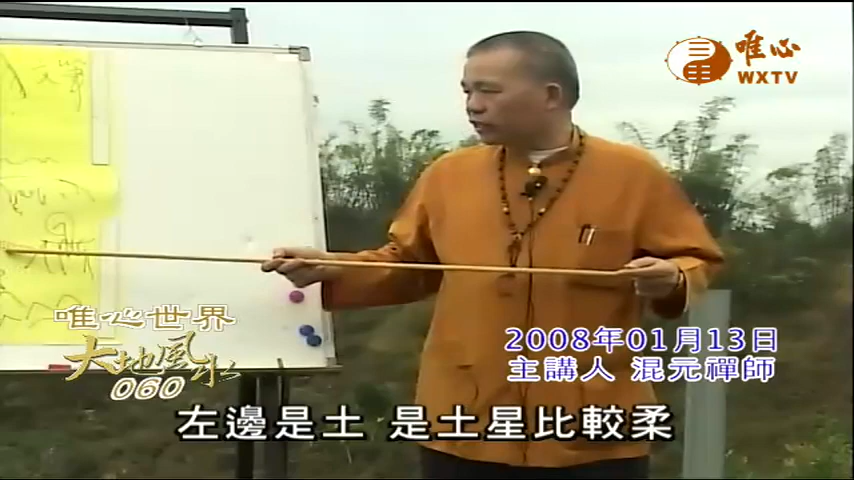 唯心
WXTV
文筆
唯心世界
大地風水
060
2008年01月13日
主講人 混元禪師
左邊是土 是土星比較柔